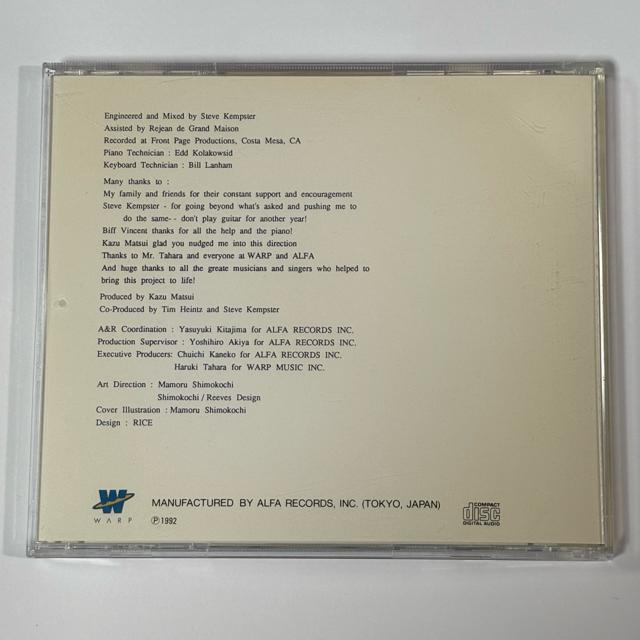 Engineered and Mixed by Steve Kempster
Assisted by Rejean de Grand Maison
Recorded at Front Page Productions, Costa Mesa, CA
Piano Technician : Edd Kolakowsid
Keyboard Technician : Bill Lanham
Many thanks to :
My family and friends for their constant support and encouragement
Steve Kempster - for going beyond what's asked and pushing me to
do the same-- don't play guitar for another year!
Biff Vincent thanks for all the help and the piano!
Kazu Matsui glad you nudged me into this direction
Thanks to Mr. Tahara and everyone at WARP and ALFA
And huge thanks to all the greate musicians and singers who helped to
bring this project to life!
Produced by Kazu Matsui
Co-Produced by Tim Heintz and Steve Kempster
A&R Coordination : Yasuyuki Kitajima for ALFA RECORDS INC.
Production Supervisor : Yoshihiro Akiya for ALFA RECORDS INC.
Executive Producers: Chuichi Kaneko for ALFA RECORDS INC.
Haruki Tahara for WARP MUSIC INC.
Art Direction : Mamoru Shimokochi
Shimokochi / Reeves Design
Cover Illustration : Mamoru Shimokochi
Design : RICE
W
WARP
MANUFACTURED BY ALFA RECORDS, INC. (TOKYO, JAPAN)
℗1992
COMPACT
disc
DIGITAL AUDIO